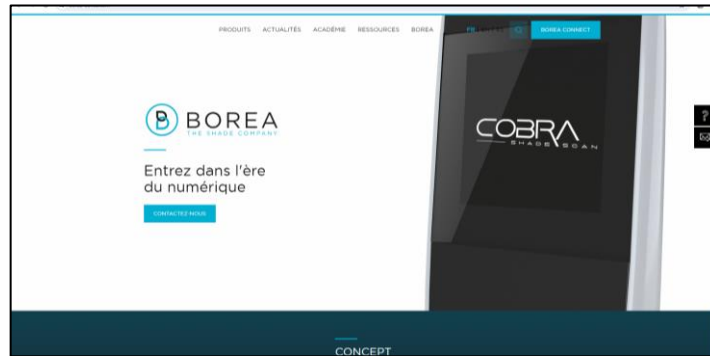 PRODUITS ACTUALITÉS ACADÉMIE RESSOURCES BOREA FR BOREA CONNECT
BOREA
THE SHADE COMPANY
COBRA
SHADE SCAN
Entrez dans l'ère
du numérique
CONTACTEZ-NOUS
CONCEPT